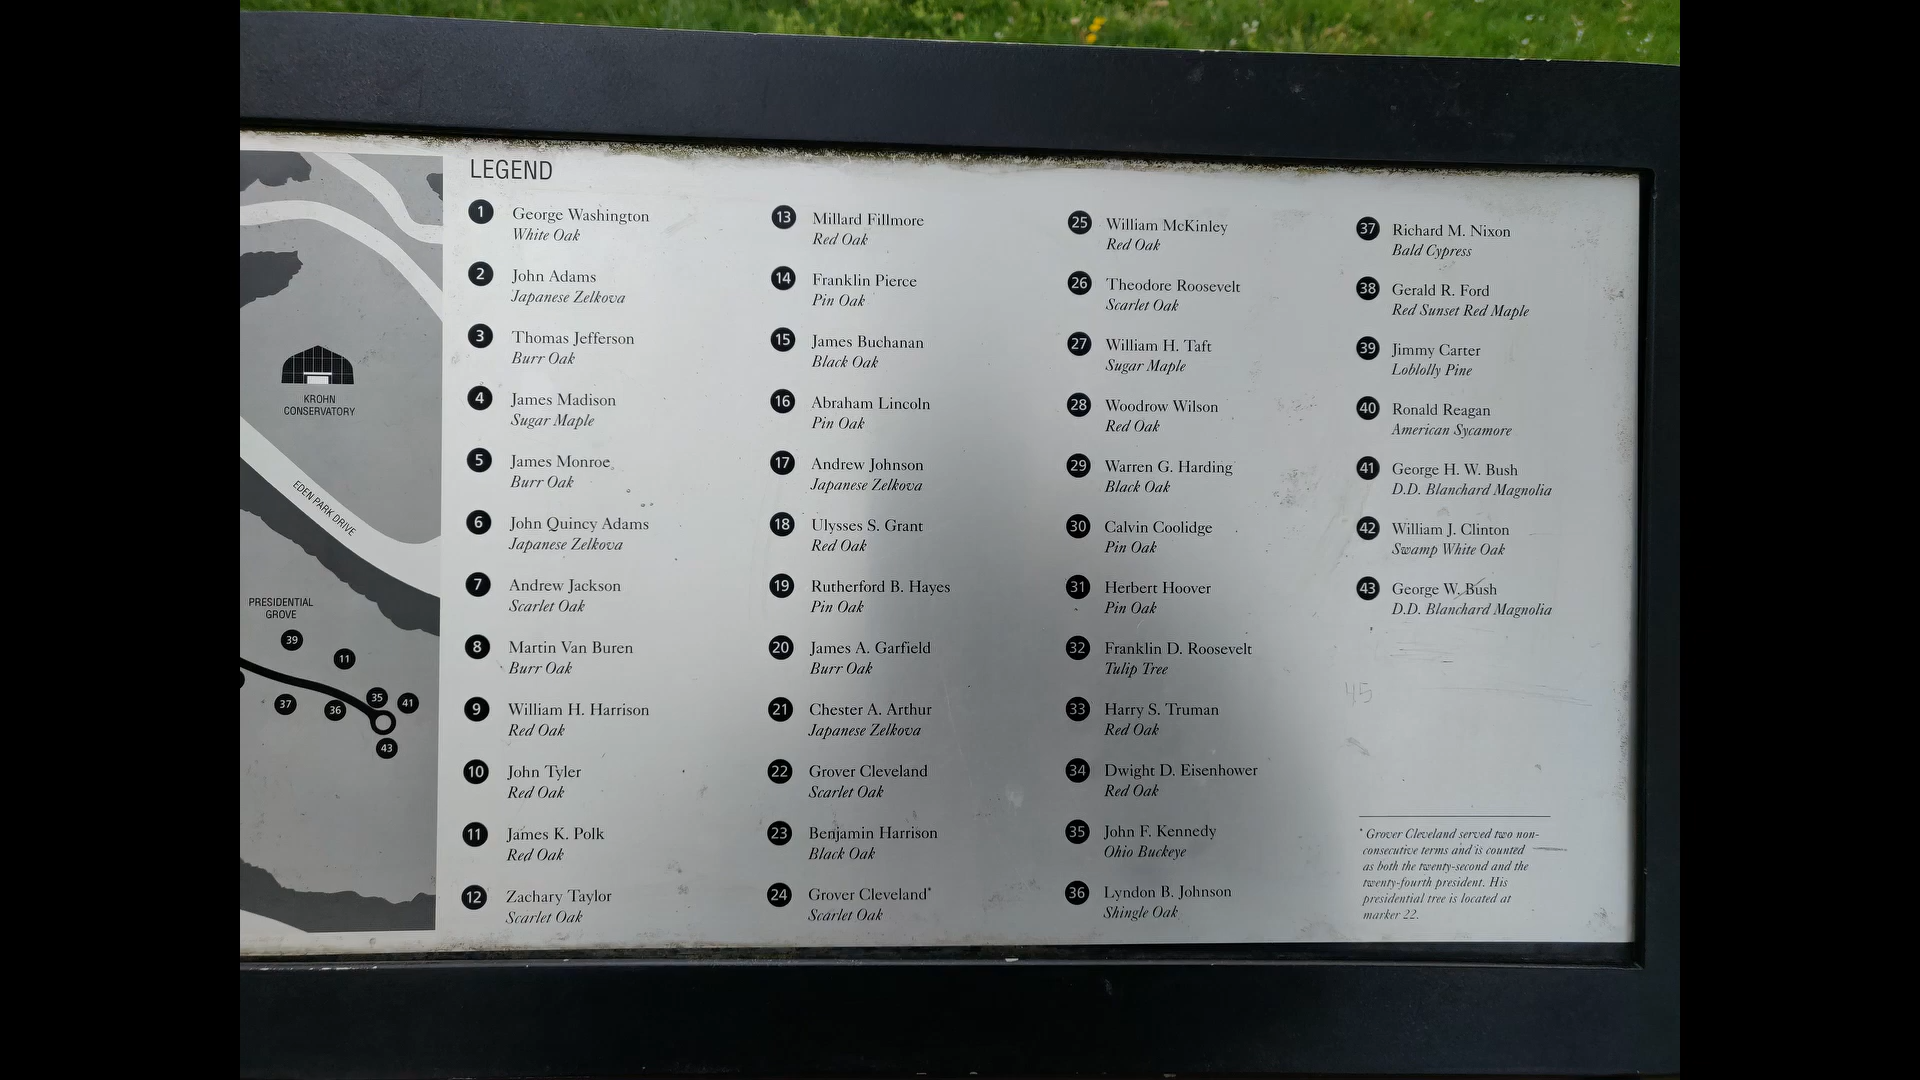 LEGEND
1 George Washington
White Oak
2 John Adams
Japanese Zelkova
3 Thomas Jefferson
Burr Oak
4 James Madison
Sugar Maple
5 James Monroe
Burr Oak
6 John Quincy Adams
Japanese Zelkova
7 Andrew Jackson
Scarlet Oak
8 Martin Van Buren
Burr Oak
9 William H. Harrison
Red Oak
10 John Tyler
Red Oak
11 James K. Polk
Red Oak
12 Zachary Taylor
Scarlet Oak
13 Millard Fillmore
Red Oak
14 Franklin Pierce
Pin Oak
15 James Buchanan
Black Oak
16 Abraham Lincoln
Pin Oak
17 Andrew Johnson
Japanese Zelkova
18 Ulysses S. Grant
Red Oak
19 Rutherford B. Hayes
Pin Oak
20 James A. Garfield
Burr Oak
21 Chester A. Arthur
Japanese Zelkova
22 Grover Cleveland
Scarlet Oak
23 Benjamin Harrison
Black Oak
24 Grover Cleveland*
Scarlet Oak
25 William McKinley
Red Oak
26 Theodore Roosevelt
Scarlet Oak
27 William H. Taft
Sugar Maple
28 Woodrow Wilson
Red Oak
29 Warren G. Harding
Black Oak
30 Calvin Coolidge
Pin Oak
31 Herbert Hoover
Pin Oak
32 Franklin D. Roosevelt
Tulip Tree
33 Harry S. Truman
Red Oak
34 Dwight D. Eisenhower
Red Oak
35 John F. Kennedy
Ohio Buckeye
36 Lyndon B. Johnson
Shingle Oak
37 Richard M. Nixon
Bald Cypress
38 Gerald R. Ford
Red Sunset Red Maple
39 Jimmy Carter
Loblolly Pine
40 Ronald Reagan
American Sycamore
41 George H. W. Bush
D.D. Blanchard Magnolia
42 William J. Clinton
Swamp White Oak
43 George W. Bush
D.D. Blanchard Magnolia
45
* Grover Cleveland served two non-
consecutive terms and is counted
as both the twenty-second and the
twenty-fourth president. His
presidential tree is located at
marker 22.
KROHN
CONSERVATORY
EDEN PARK DRIVE
PRESIDENTIAL
GROVE
39
11
35
41
37
36
43